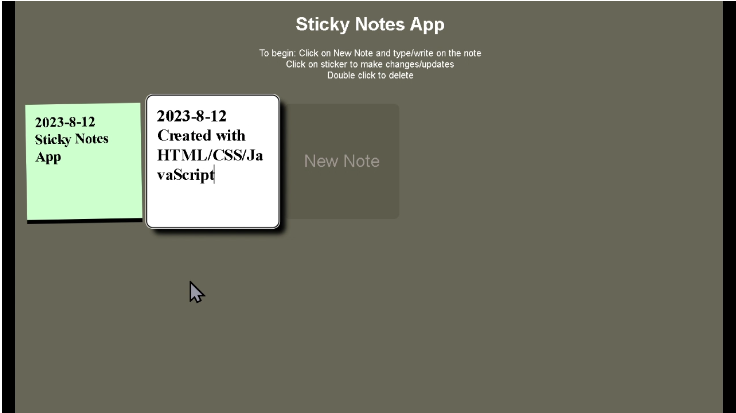 Sticky Notes App
To begin: Click on New Note and type/write on the note
Click on sticker to make changes/updates
Double click to delete
2023-8-12
Sticky Notes
App
2023-8-12
Created with
HTML/CSS/Ja
vaScript
New Note